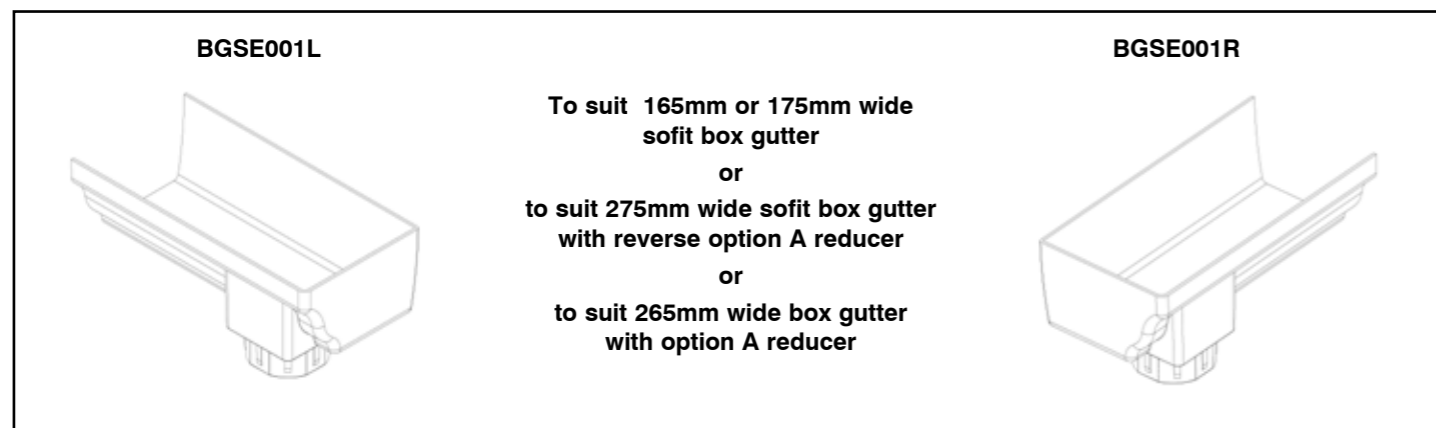 BGSE001L
BGSE001R
To suit 165mm or 175mm wide
sofit box gutter
or
to suit 275mm wide sofit box gutter
with reverse option A reducer
or
to suit 265mm wide box gutter
with option A reducer